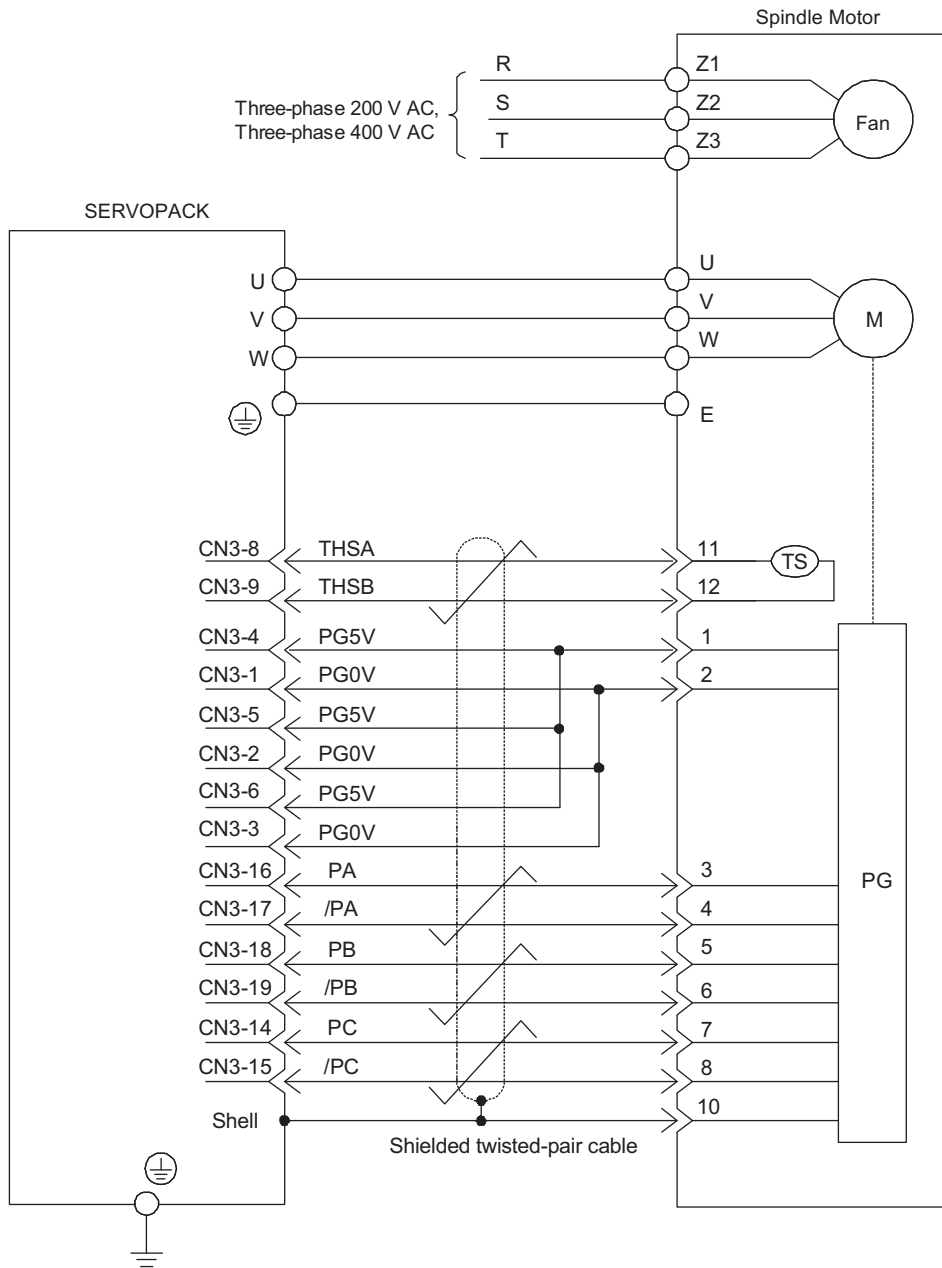 Spindle Motor
R Z1
Three-phase 200 V AC,
Three-phase 400 V AC
S Z2
Fan
T Z3
SERVOPACK
U U
V V
M
W W
E
CN3-8 THSA 11
TS
CN3-9 THSB 12
CN3-4 PG5V 1
CN3-1 PG0V 2
CN3-5 PG5V
CN3-2 PG0V
CN3-6 PG5V
CN3-3 PG0V
CN3-16 PA 3
PG
CN3-17 /PA 4
CN3-18 PB 5
CN3-19 /PB 6
CN3-14 PC 7
CN3-15 /PC 8
Shell 10
Shielded twisted-pair cable